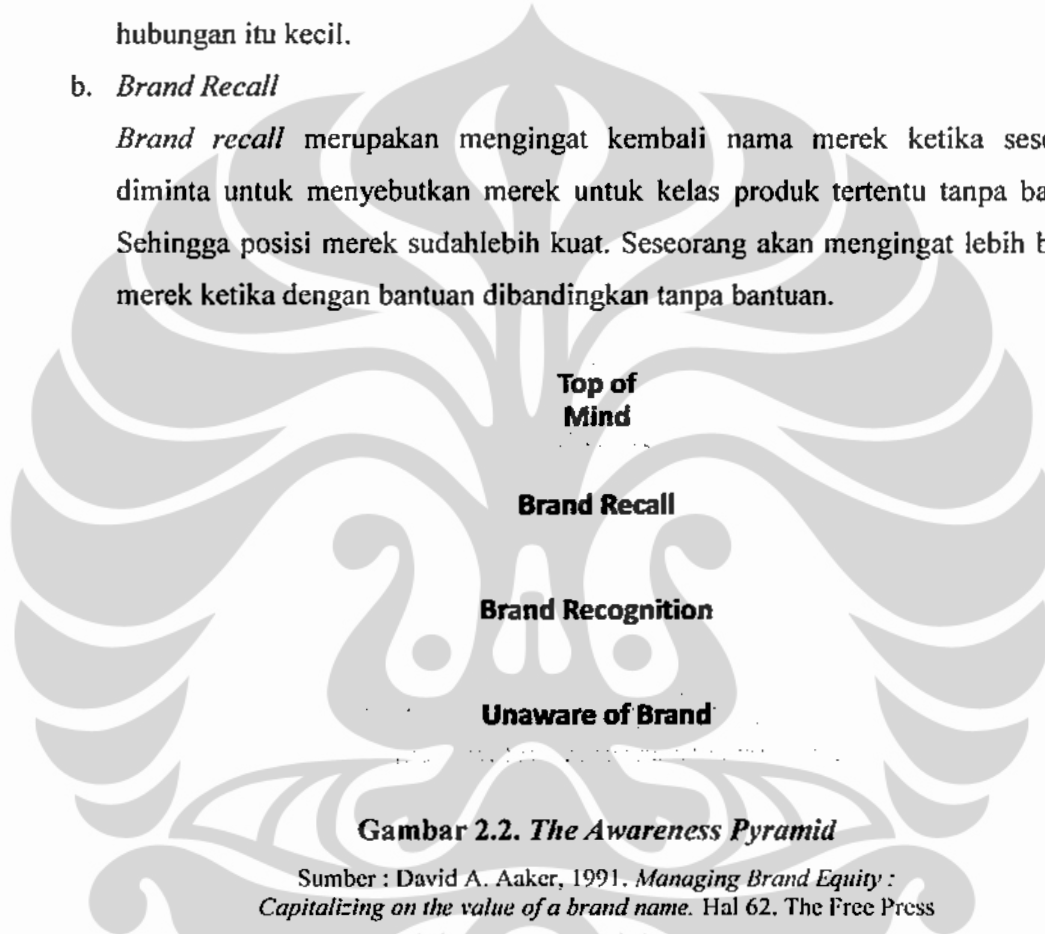 hubungan itu kecil.
b. Brand Recall
Brand recall merupakan mengingat kembali nama merek ketika sese
diminta untuk menyebutkan merek untuk kelas produk tertentu tanpa ba
Sehingga posisi merek sudahlebih kuat. Seseorang akan mengingat lebih b
merek ketika dengan bantuan dibandingkan tanpa bantuan.
Top of
Mind
Brand Recall
Brand Recognition
Unaware of Brand
Gambar 2.2. The Awareness Pyramid
Sumber : David A. Aaker, 1991. Managing Brand Equity :
Capitalizing on the value of a brand name. Hal 62. The Free Press